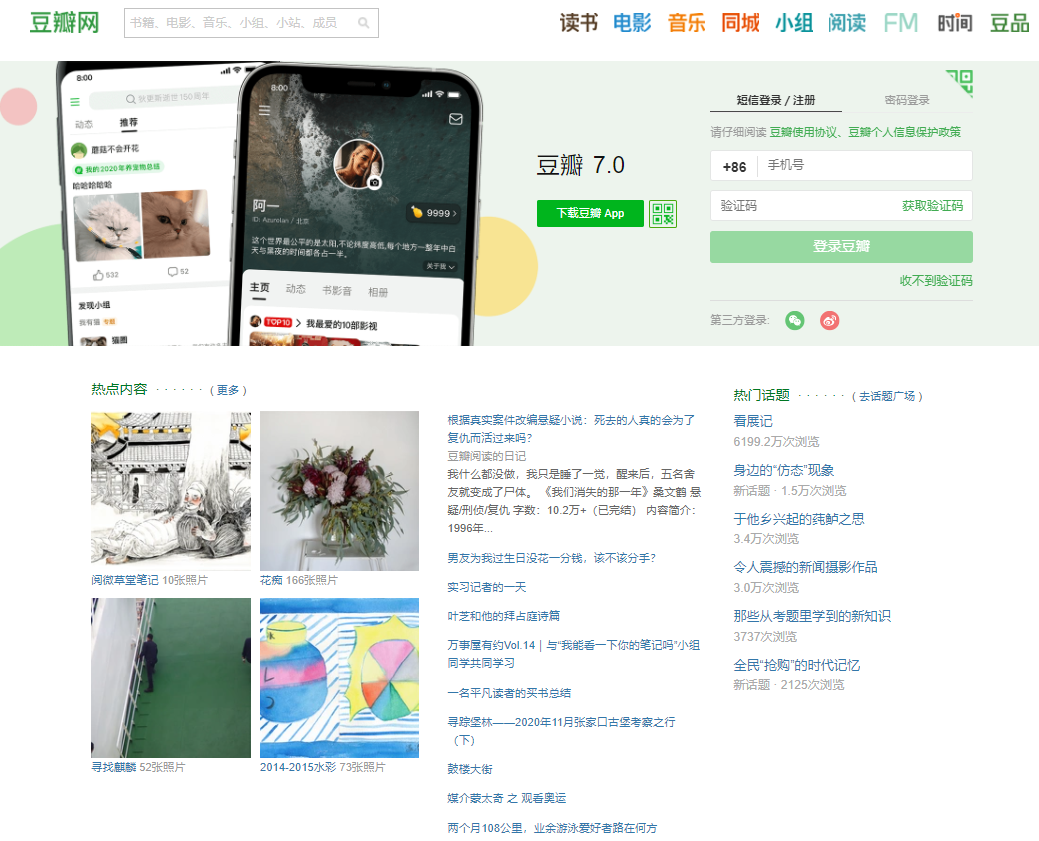 豆瓣网
书籍、电影、音乐、小组、小站、成员
读书 电影 音乐 同城 小组 阅读 FM 时间 豆品
8:00
动态 推荐
蘑菇不会开花
我的2020年养宠物总结
哈哈哈哈哈
532 52
发现小组
我有猫 专题
猫圈
8:00
阿一
ID: Azurelan / 北京
9999
这个世界最公平的是太阳,不论纬度高低,每个地方一整年中白
天与黑夜的时间都各占一半。
关于我
主页 动态 书影音 相册
TOP10 我最爱的10部影视
豆瓣 7.0
下载豆瓣 App
短信登录 / 注册 密码登录
请仔细阅读 豆瓣使用协议、豆瓣个人信息保护政策
+86 手机号
验证码 获取验证码
登录豆瓣
收不到验证码
第三方登录:
热点内容 · · · · · · ( 更多 )
阅微草堂笔记 10张照片
花痴 166张照片
寻找麒麟 52张照片
2014-2015水彩 73张照片
根据真实案件改编悬疑小说：死去的人真的会为了
复仇而活过来吗?
豆瓣阅读的日记
我什么都没做，我只是睡了一觉，醒来后，五名舍
友就变成了尸体。 《我们消失的那一年》桑文鹤 悬
疑/刑侦/复仇 字数：10.2万+（已完结） 内容简介：
1996年...
男友为我过生日没花一分钱，该不该分手?
实习记者的一天
叶芝和他的拜占庭诗篇
万事屋有约Vol.14｜与“我能看一下你的笔记吗”小组
同学共同学习
一名平凡读者的买书总结
寻踪堡林——2020年11月张家口古堡考察之行
（下）
鼓楼大街
媒介蒙太奇 之 观看奥运
两个月108公里，业余游泳爱好者路在何方
热门话题 · · · · · · ( 去话题广场 )
看展记
6199.2万次浏览
身边的“仿态”现象
新话题 · 1.5万次浏览
于他乡兴起的莼鲈之思
3.4万次浏览
令人震撼的新闻摄影作品
3.0万次浏览
那些从考题里学到的新知识
3737次浏览
全民“抢购”的时代记忆
新话题 · 2125次浏览